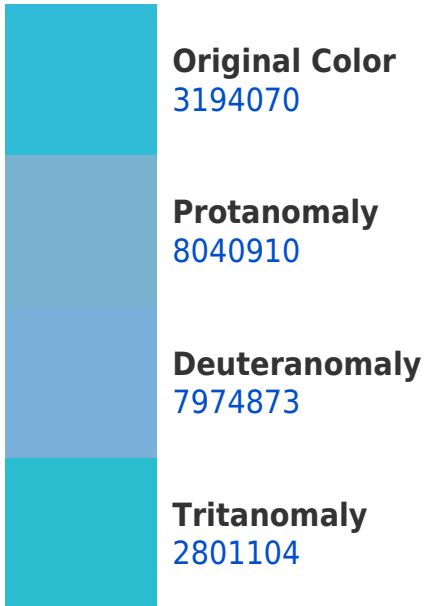 Original Color
3194070
Protanomaly
8040910
Deuteranomaly
7974873
Tritanomaly
2801104